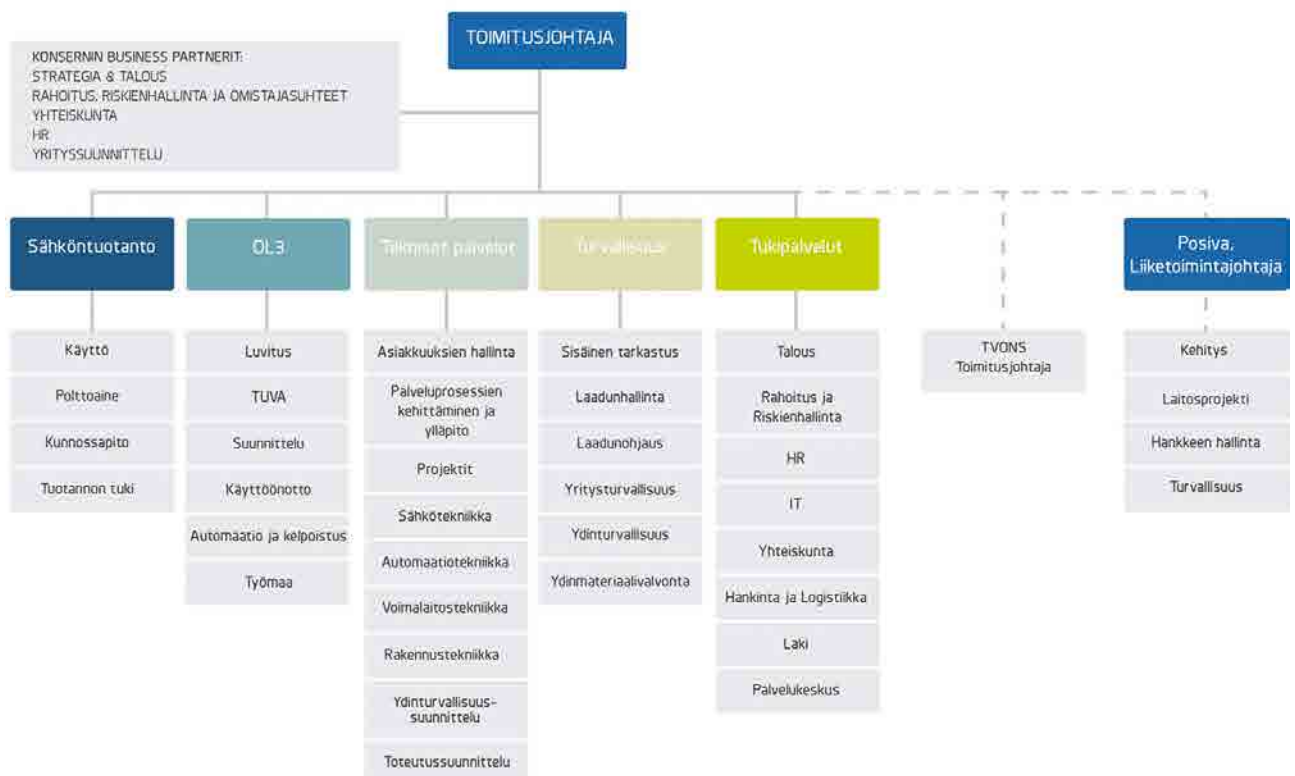 TOIMITUSJOHTAJA
KONSERNIN BUSINESS PARTNERIT:
STRATEGIA & TALOUS
RAHOITUS, RISKIENHALLINTA JA OMISTAJASUHTEET
YHTEISKUNTA
HR
YRITYSSUUNNITTELU
Sähköntuotanto
OL3
Tekniset palvelut
Turvallisuus
Tukipalvelut
Posiva,
Liiketoimintajohtaja
Käyttö
Polttoaine
Kunnossapito
Tuotannon tuki
Luvitus
TUVA
Suunnittelu
Käyttöönotto
Automaatio ja kelpoistus
Työmaa
Asiakkuuksien hallinta
Palveluprosessien
kehittäminen ja
ylläpito
Projektit
Sähkötekniikka
Automaatiotekniikka
Voimalaitostekniikka
Rakennustekniikka
Ydinturvallisuus-
suunnittelu
Toteutussuunnittelu
Sisäinen tarkastus
Laadunhallinta
Laadunohjaus
Yritysturvallisuus
Ydinturvallisuus
Ydinmateriaalivalvonta
Talous
Rahoitus ja
Riskienhallinta
HR
IT
Yhteiskunta
Hankinta ja Logistiikka
Laki
Palvelukeskus
TVONS
Toimitusjohtaja
Kehitys
Laitosprojekti
Hankkeen hallinta
Turvallisuus